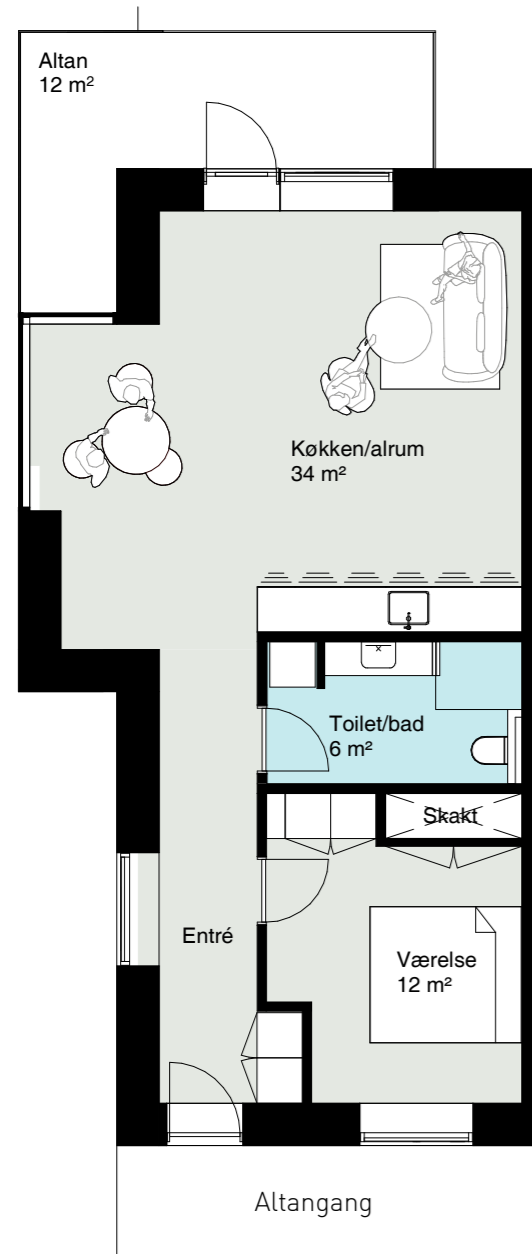 Altan
12 m²
Køkken/alrum
34 m²
Toilet/bad
6 m²
Skakt
Entré
Værelse
12 m²
Altangang